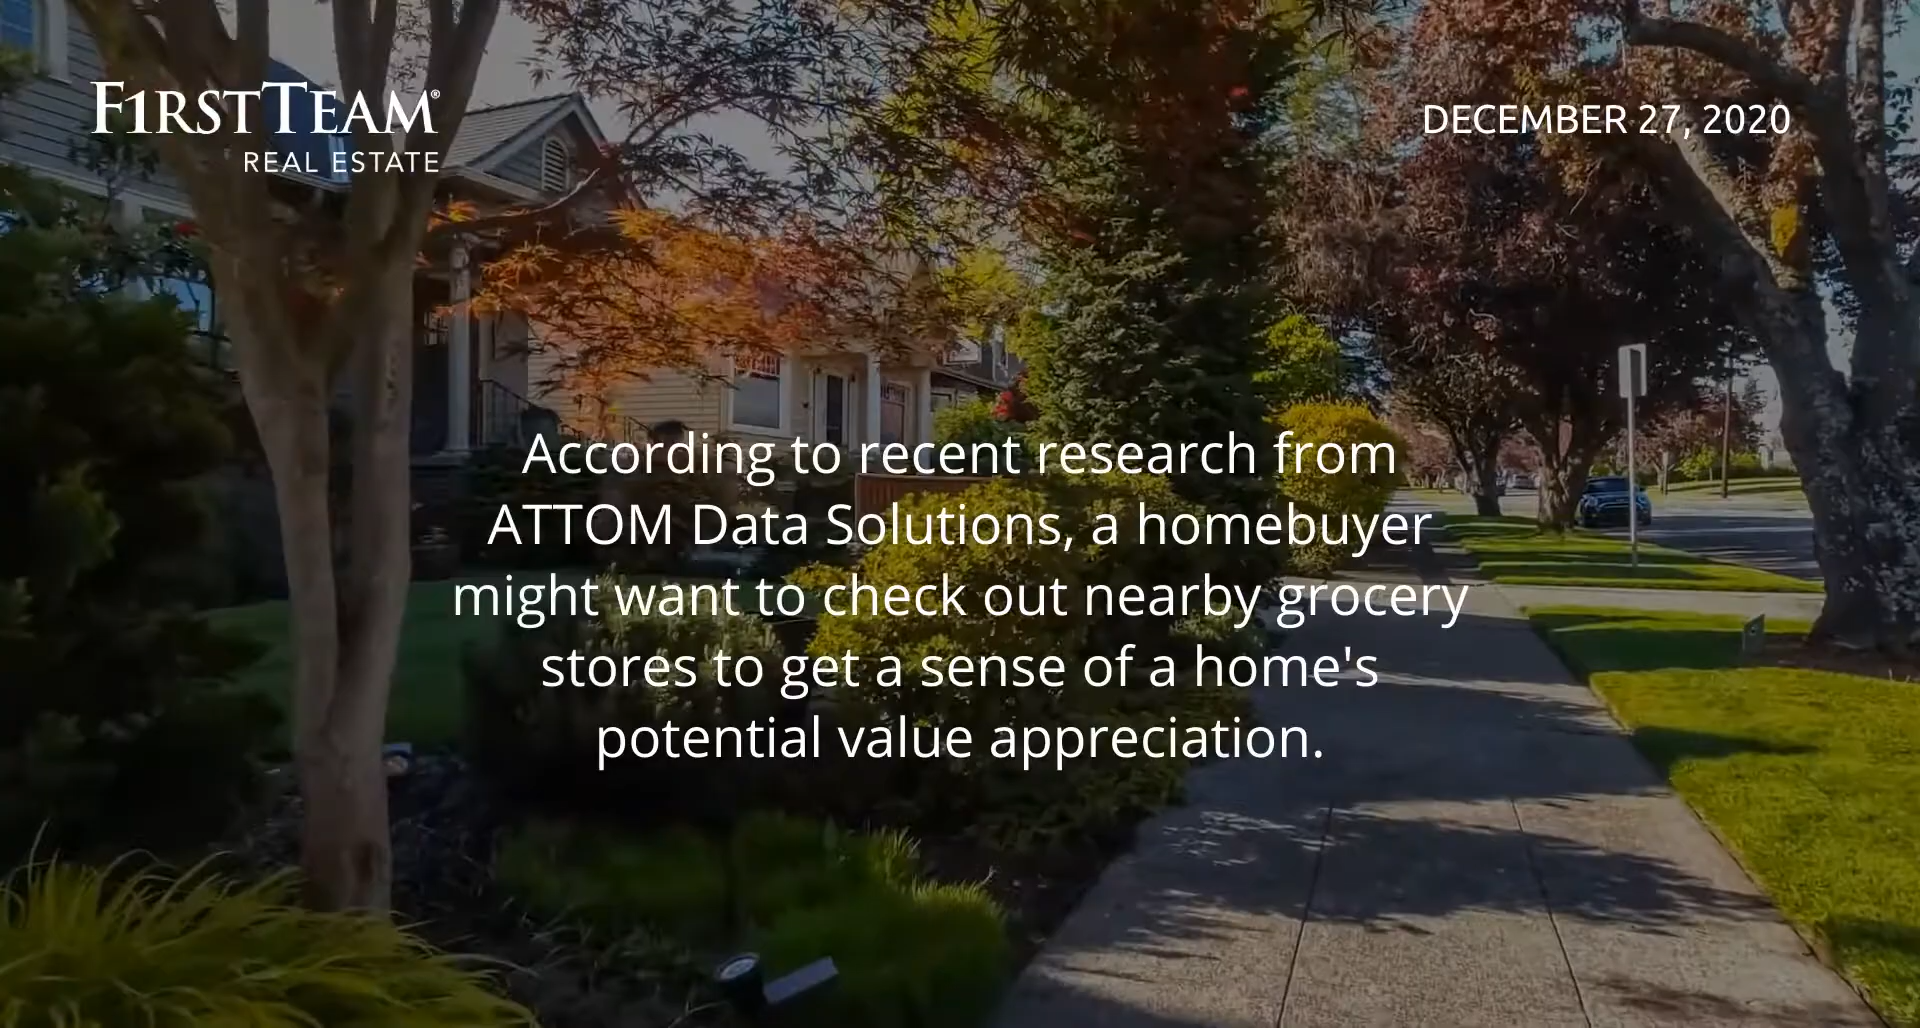 FIRSTTEAM®
REAL ESTATE
DECEMBER 27, 2020
According to recent research from
ATTOM Data Solutions, a homebuyer
might want to check out nearby grocery
stores to get a sense of a home's
potential value appreciation.